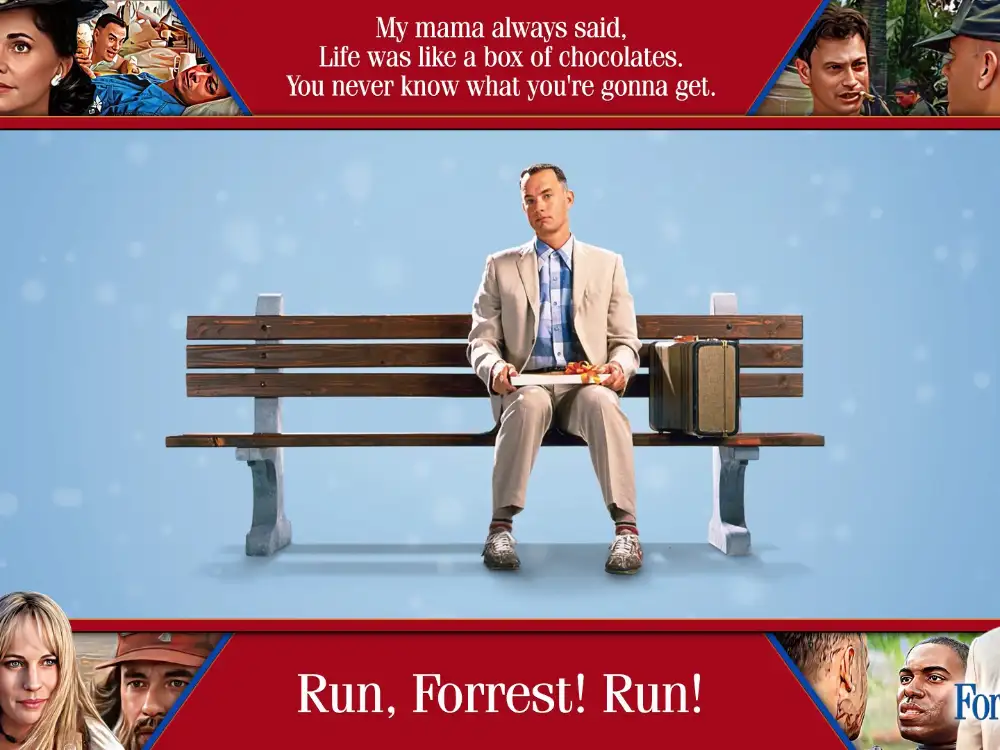 My mama always said,
Life was like a box of chocolates.
You never know what you're gonna get.
Run, Forrest! Run!
For